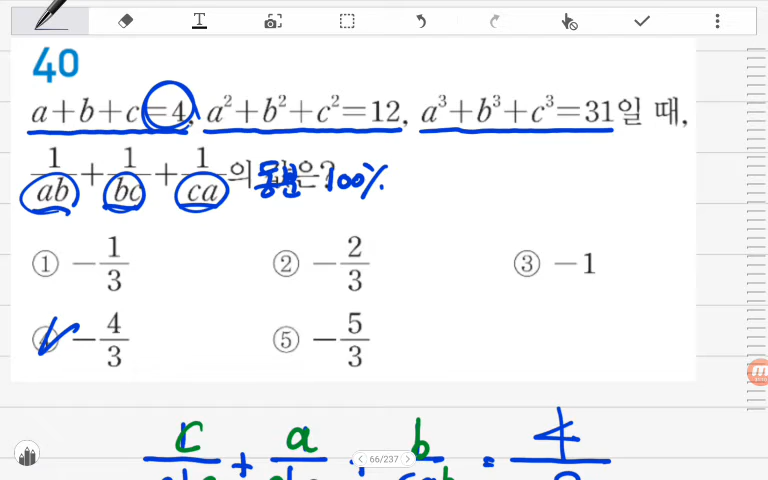 T
40
a+b+c=4, a²+b²+c²=12, a³+b³+c³=31일 때,
1/ab + 1/bc + 1/ca 의 은? 100%
① -1/3 ② -2/3 ③ -1
-4/3 ⑤ -5/3
c a b 4
+ =
66/237